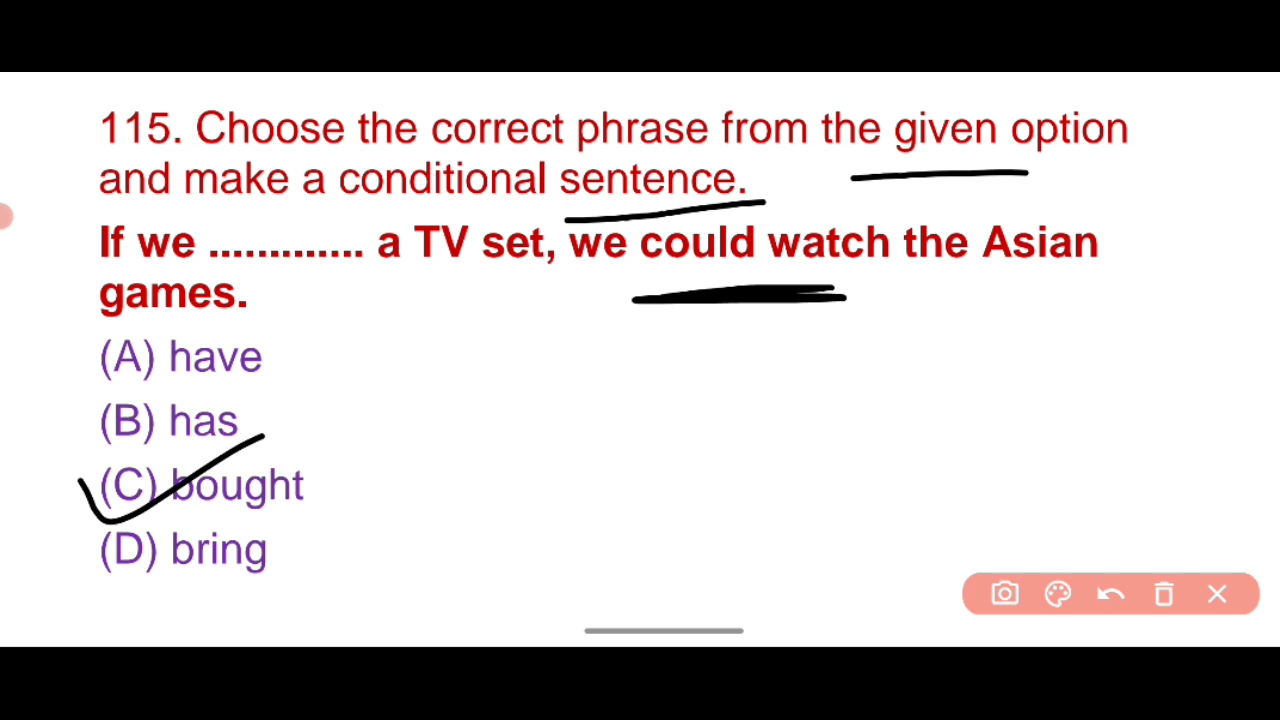 115. Choose the correct phrase from the given option
and make a conditional sentence.
If we ............. a TV set, we could watch the Asian
games.
(A) have
(B) has
(C) bought
(D) bring